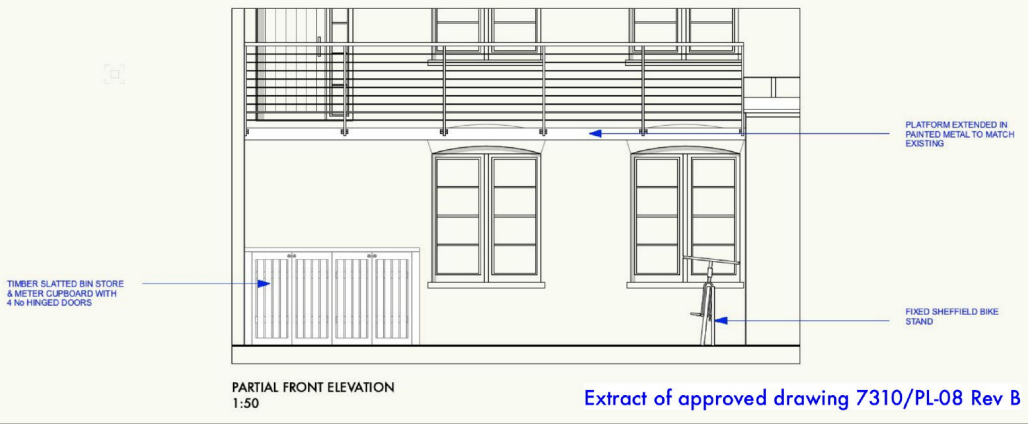 PLATFORM EXTENDED IN
PAINTED METAL TO MATCH
EXISTING
TIMBER SLATTED BIN STORE
& METER CUPBOARD WITH
4 No HINGED DOORS
FIXED SHEFFIELD BIKE
STAND
PARTIAL FRONT ELEVATION
1:50
Extract of approved drawing 7310/PL-08 Rev B